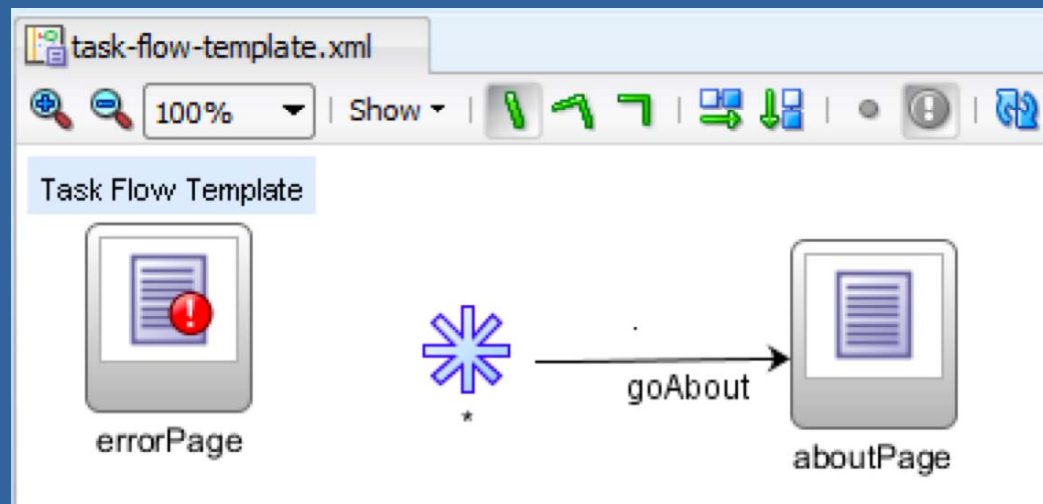 task-flow-template.xml
100% Show
Task Flow Template
goAbout
*
errorPage
aboutPage